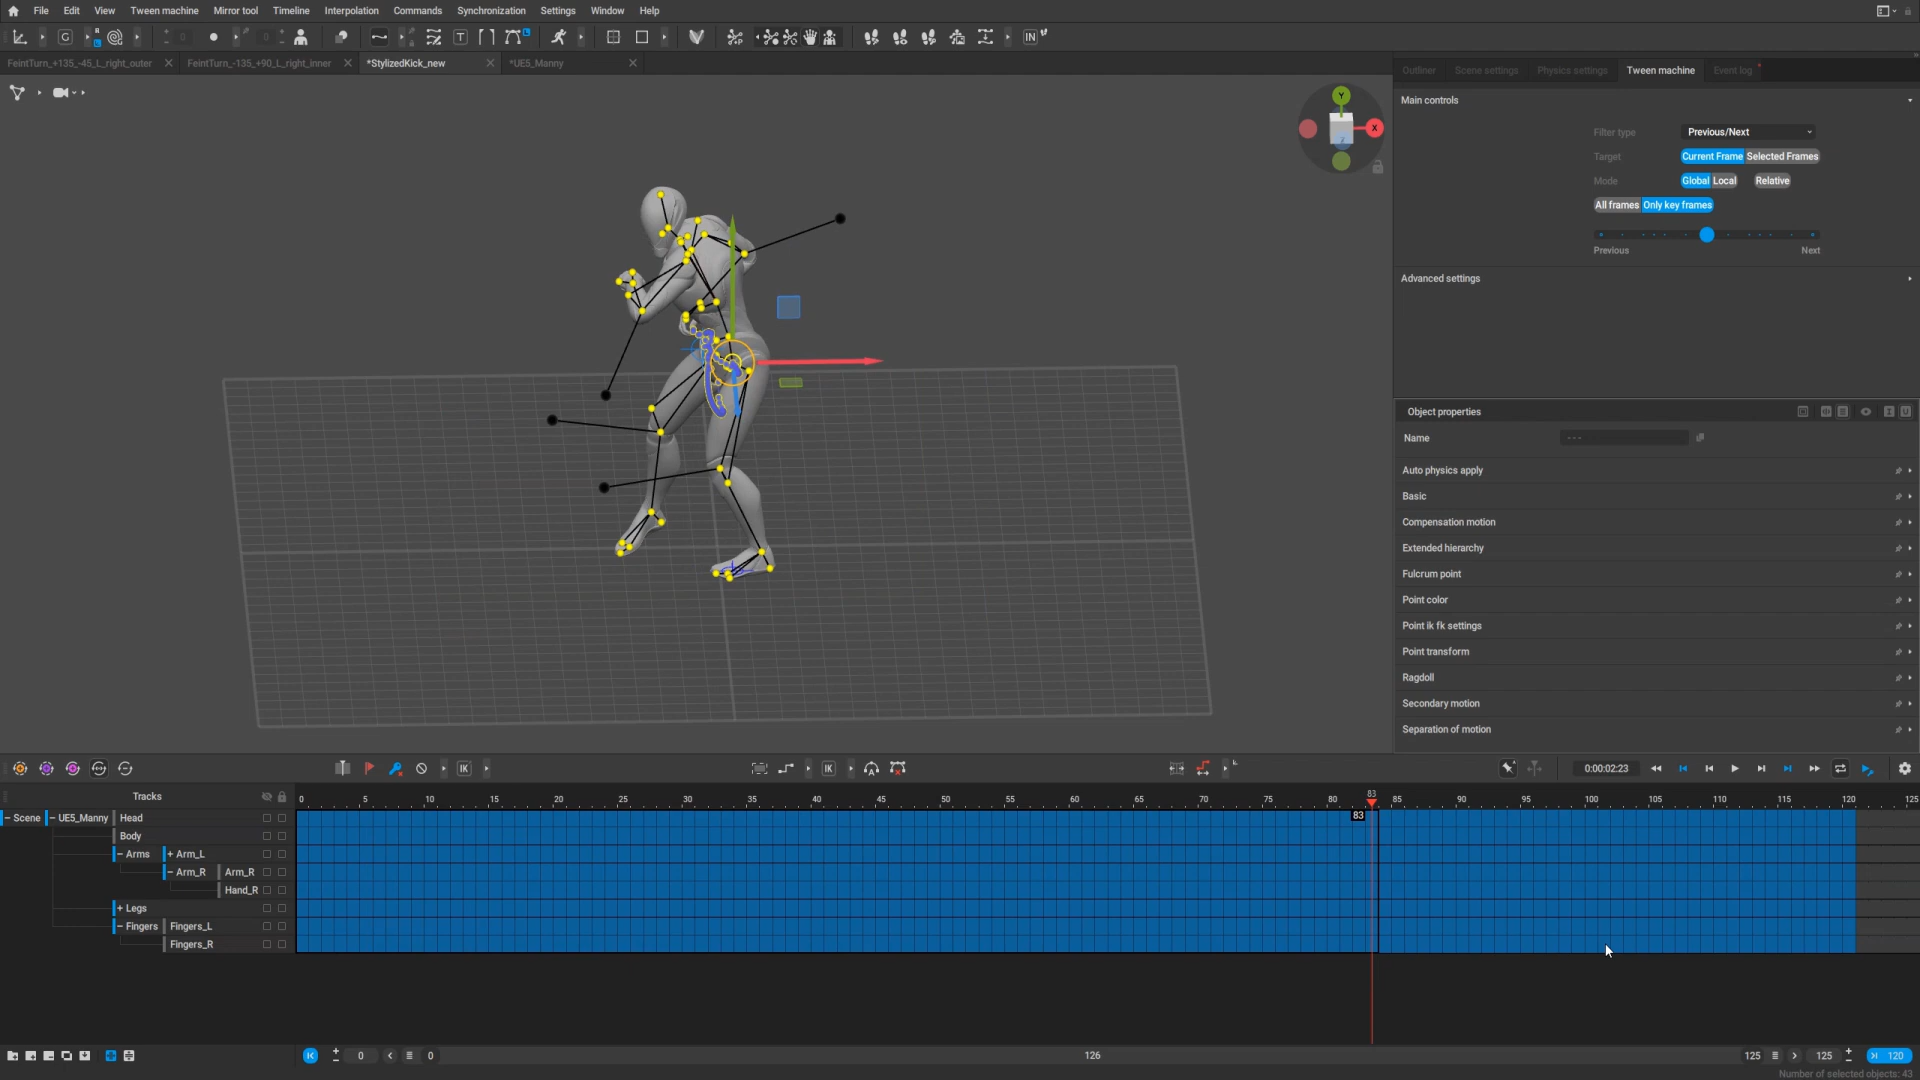 File Edit View Tween machine Mirror tool Timeline Interpolation Commands Synchronization Settings Window Help
FeintTurn_+135_-45_L_right_outer FeintTurn_-135_+90_L_right_inner *StylizedKick_new *UE5_Manny
Outliner Scene settings Physics settings Tween machine Event log
Main controls
Filter type Previous/Next
Target Current Frame Selected Frames
Mode Global Local Relative
All frames Only key frames
Previous Next
Advanced settings
Y
X
Z
Object properties
Name ---
Auto physics apply
Basic
Compensation motion
Extended hierarchy
Fulcrum point
Point color
Point ik fk settings
Point transform
Ragdoll
Secondary motion
Separation of motion
IK IK 0:00:02:23
Tracks
0 5 10 15 20 25 30 35 40 45 50 55 60 65 70 75 80 83 85 90 95 100 105 110 115 120 125
83
Scene UE5_Manny Head
Body
Arms Arm_L
Arm_R Arm_R
Hand_R
Legs
Fingers Fingers_L
Fingers_R
0 0 126 125 125 120
Number of selected objects: 43